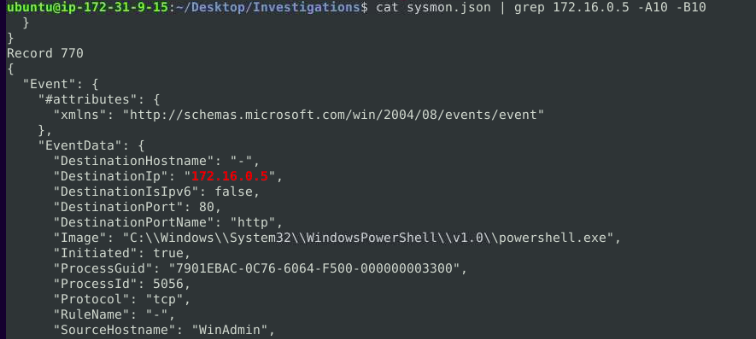 ubuntu@ip-172-31-9-15:~/Desktop/Investigations$ cat sysmon.json | grep 172.16.0.5 -A10 -B10
  }
}
Record 770
{
  "Event": {
    "#attributes": {
      "xmlns": "http://schemas.microsoft.com/win/2004/08/events/event"
    },
    "EventData": {
      "DestinationHostname": "-",
      "DestinationIp": "172.16.0.5",
      "DestinationIsIpv6": false,
      "DestinationPort": 80,
      "DestinationPortName": "http",
      "Image": "C:\\Windows\\System32\\WindowsPowerShell\\v1.0\\powershell.exe",
      "Initiated": true,
      "ProcessGuid": "7901EBAC-0C76-6064-F500-000000003300",
      "ProcessId": 5056,
      "Protocol": "tcp",
      "RuleName": "-",
      "SourceHostname": "WinAdmin",